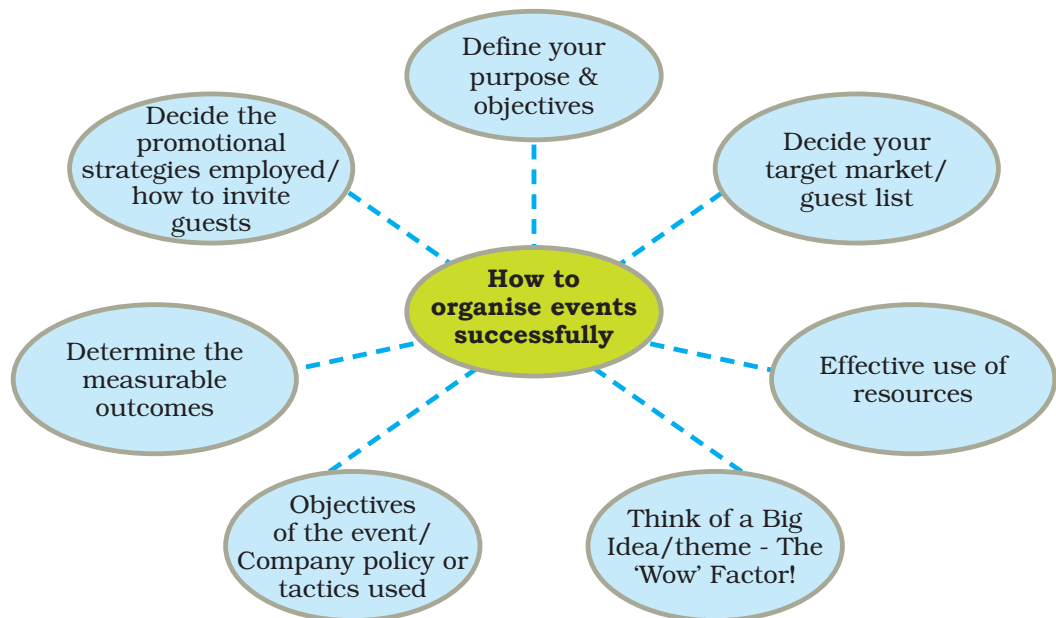 Define your
purpose &
objectives
Decide your
target market/
guest list
Effective use of
resources
Think of a Big
Idea/theme - The
‘Wow’ Factor!
Objectives
of the event/
Company policy or
tactics used
Determine the
measurable
outcomes
Decide the
promotional
strategies employed/
how to invite
guests
How to
organise events
successfully